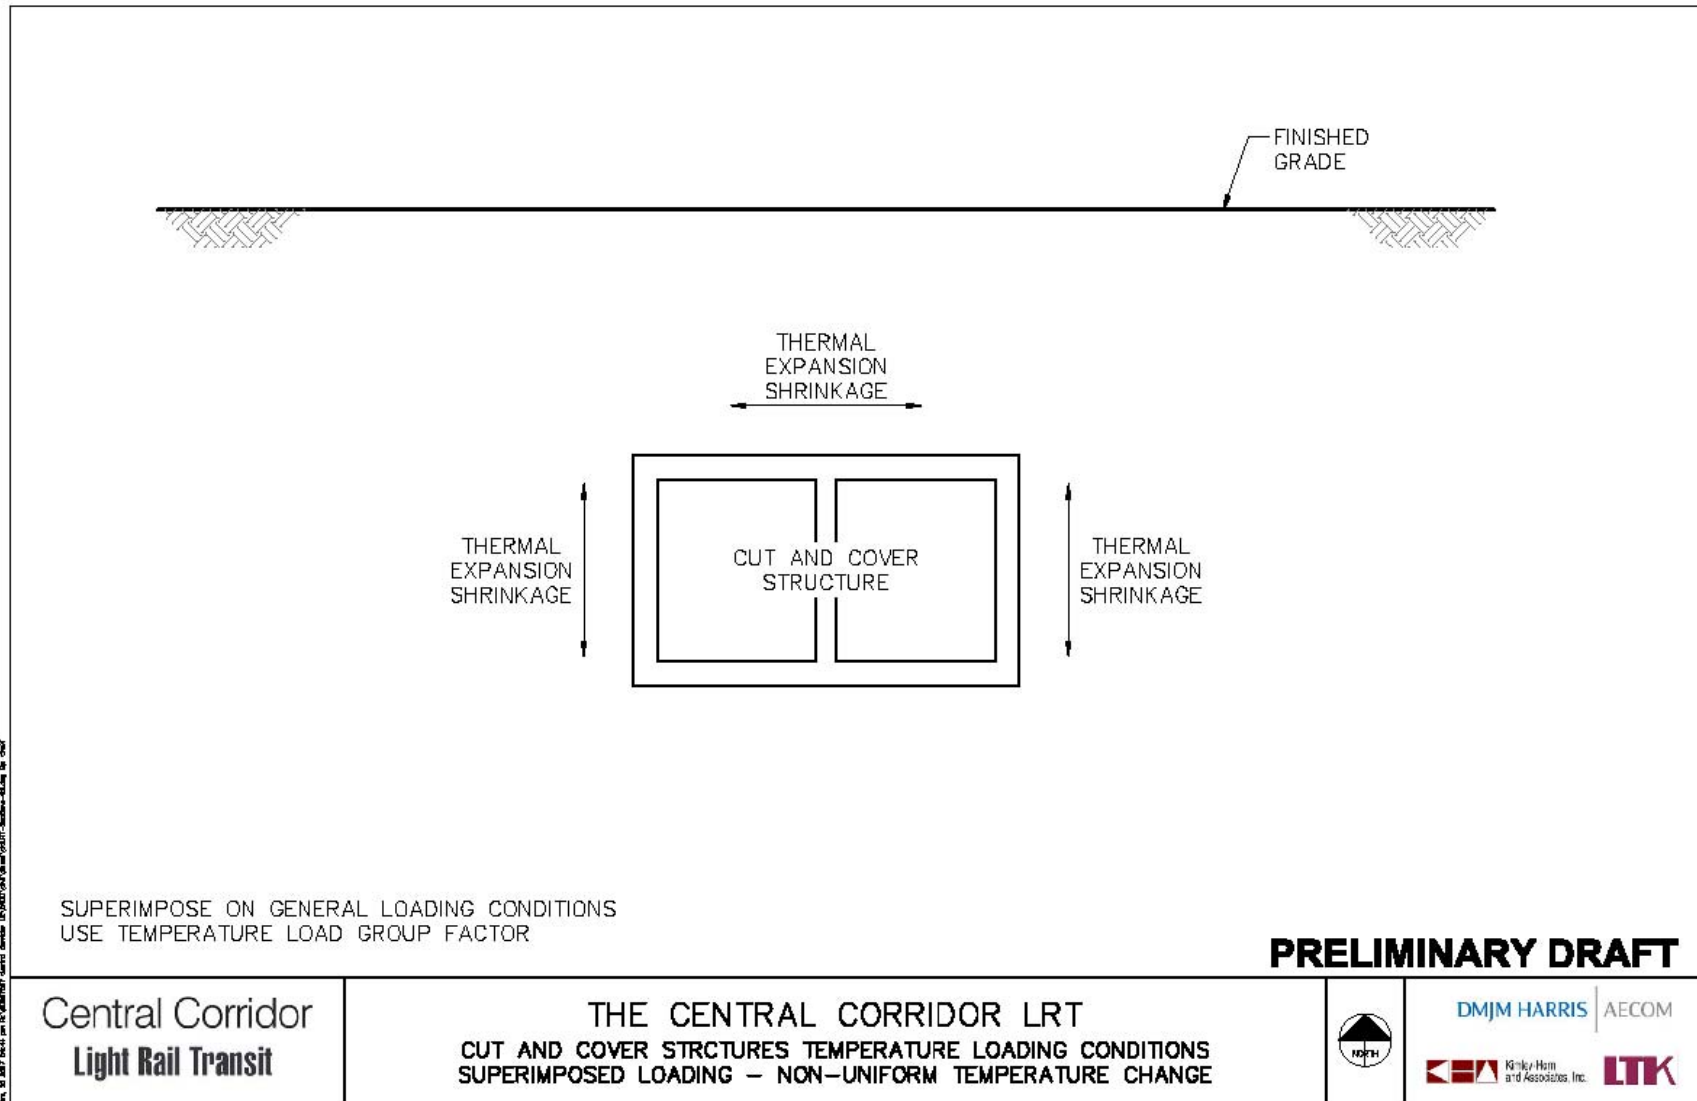 FINISHED
GRADE
THERMAL
EXPANSION
SHRINKAGE
THERMAL
EXPANSION
SHRINKAGE
CUT AND COVER
STRUCTURE
THERMAL
EXPANSION
SHRINKAGE
SUPERIMPOSE ON GENERAL LOADING CONDITIONS
USE TEMPERATURE LOAD GROUP FACTOR
PRELIMINARY DRAFT
Central Corridor
Light Rail Transit
THE CENTRAL CORRIDOR LRT
CUT AND COVER STRCTURES TEMPERATURE LOADING CONDITIONS
SUPERIMPOSED LOADING – NON–UNIFORM TEMPERATURE CHANGE
NORTH
DMJM HARRIS | AECOM
Kimley-Horn
and Associates, Inc.
LTK